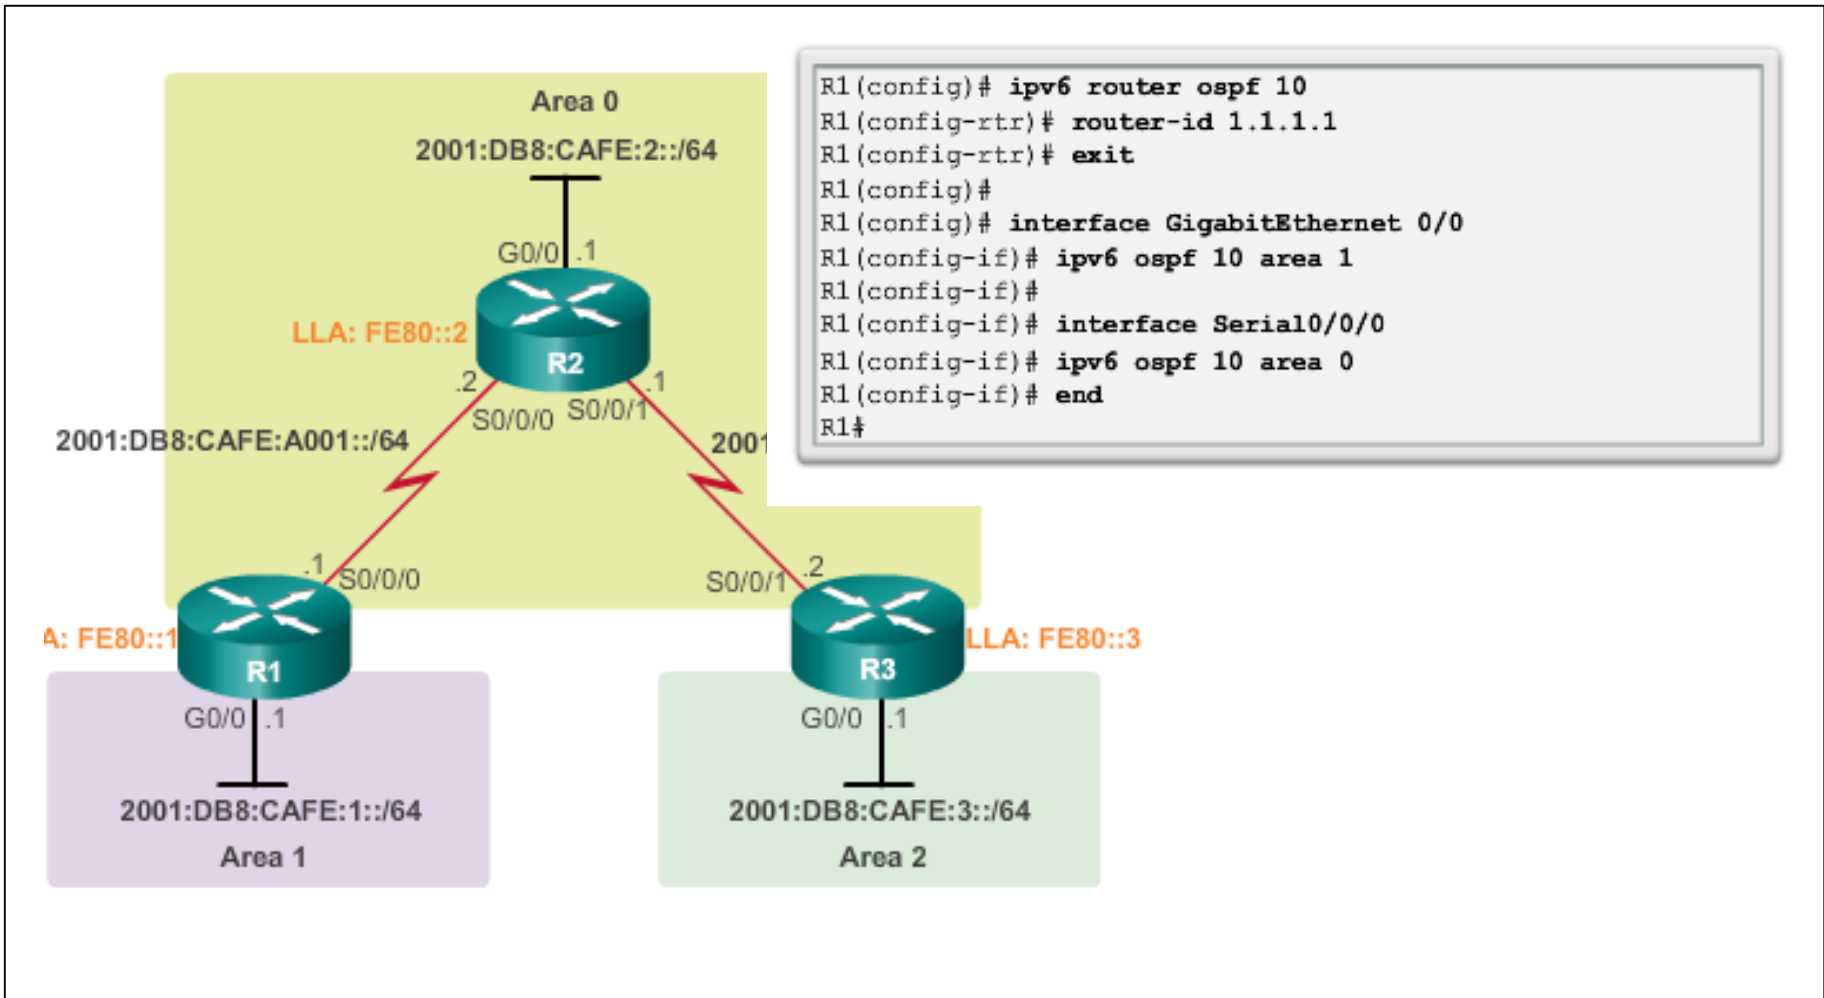 Area 0
2001:DB8:CAFE:2::/64
G0/0 .1
LLA: FE80::2
R2
.2 .1
S0/0/0 S0/0/1
2001:DB8:CAFE:A001::/64
2001
.1 S0/0/0
S0/0/1 .2
A: FE80::1
R1
R3
LLA: FE80::3
G0/0 .1
2001:DB8:CAFE:1::/64
Area 1
G0/0 .1
2001:DB8:CAFE:3::/64
Area 2
R1(config)# ipv6 router ospf 10
R1(config-rtr)# router-id 1.1.1.1
R1(config-rtr)# exit
R1(config)#
R1(config)# interface GigabitEthernet 0/0
R1(config-if)# ipv6 ospf 10 area 1
R1(config-if)#
R1(config-if)# interface Serial0/0/0
R1(config-if)# ipv6 ospf 10 area 0
R1(config-if)# end
R1#